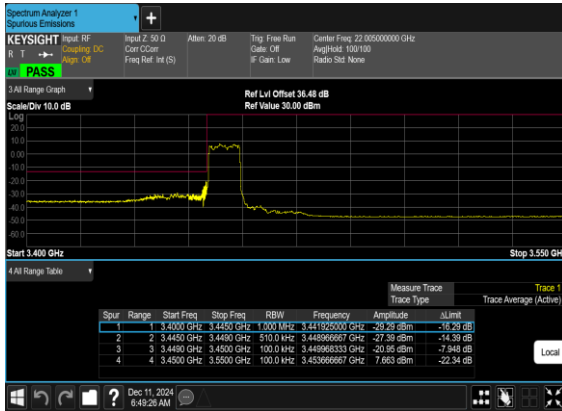 Spectrum Analyzer 1
Spurious Emissions
KEYSIGHT Input: RF Input Z: 50 Ω Atten: 20 dB Trig: Free Run Center Freq: 22.005000000 GHz
R T Coupling: DC Corr CCorr Gate: Off Avg|Hold: 100/100
Align: Off Freq Ref: Int (S) IF Gain: Low Radio Std: None
PASS
3 All Range Graph
Ref Lvl Offset 36.48 dB
Scale/Div 10.0 dB Ref Value 30.00 dBm
Log
20.0
10.0
0.00
-10.0
-20.0
-30.0
-40.0
-50.0
-60.0
Start 3.400 GHz Stop 3.550 GHz
4 All Range Table
Measure Trace Trace 1
Trace Type Trace Average (Active)
Spur Range Start Freq Stop Freq RBW Frequency Amplitude ΔLimit
1 1 3.4000 GHz 3.4450 GHz 1.000 MHz 3.441925000 GHz -29.29 dBm -16.29 dB
2 2 3.4450 GHz 3.4490 GHz 510.0 kHz 3.448966667 GHz -27.39 dBm -14.39 dB
3 3 3.4490 GHz 3.4500 GHz 100.0 kHz 3.449968333 GHz -20.95 dBm -7.948 dB
4 4 3.4500 GHz 3.5500 GHz 100.0 kHz 3.453666667 GHz 7.663 dBm -22.34 dB
Local
Dec 11, 2024
6:49:26 AM